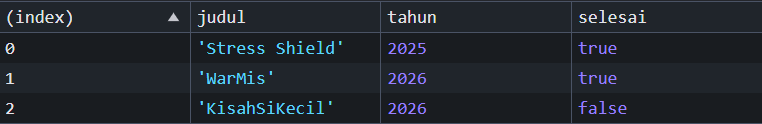 (index) ▲ judul tahun selesai
0 'Stress Shield' 2025 true
1 'WarMis' 2026 true
2 'KisahSiKecil' 2026 false